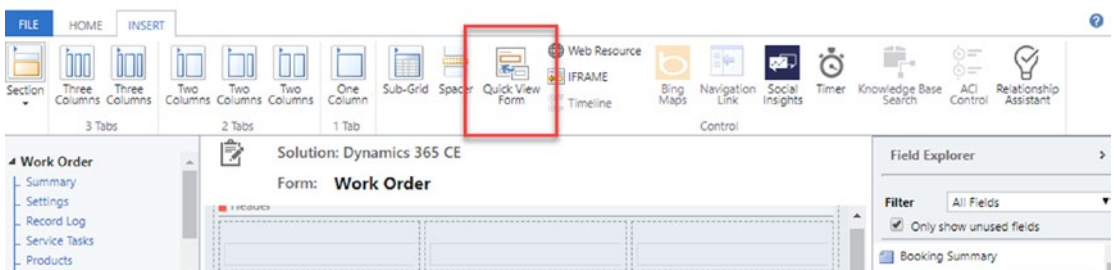 FILE HOME INSERT
Section
Three Columns
Three Columns
Two Columns
Two Columns
Two Columns
One Column
Sub-Grid
Spacer
Quick View Form
Web Resource
IFRAME
Timeline
Bing Maps
Navigation Link
Social Insights
Timer
Knowledge Base Search
ACI Control
Relationship Assistant
3 Tabs
2 Tabs
1 Tab
Control
Work Order
Summary
Settings
Record Log
Service Tasks
Products
Solution: Dynamics 365 CE
Form: Work Order
Header
Field Explorer
Filter All Fields
Only show unused fields
Booking Summary